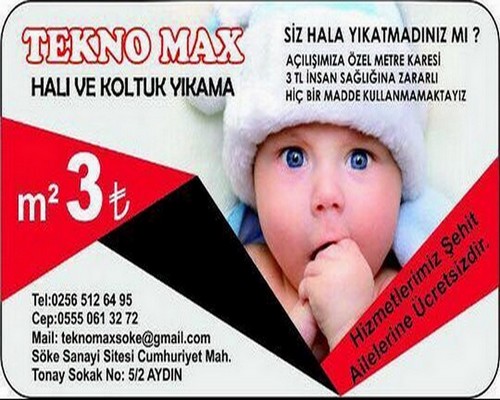 TEKNO MAX
HALI VE KOLTUK YIKAMA
SİZ HALA YIKATMADINIZ MI ?
AÇILIŞIMIZA ÖZEL METRE KARESİ
3 TL İNSAN SAĞLIĞINA ZARARLI
HİÇ BİR MADDE KULLANMAMAKTAYIZ
m² 3 ₺
Hizmetlerimiz Şehit
Ailelerine Ücretsizdir.
Tel:0256 512 64 95
Cep:0555 061 32 72
Mail: teknomaxsoke@gmail.com
Söke Sanayi Sitesi Cumhuriyet Mah.
Tonay Sokak No: 5/2 AYDIN